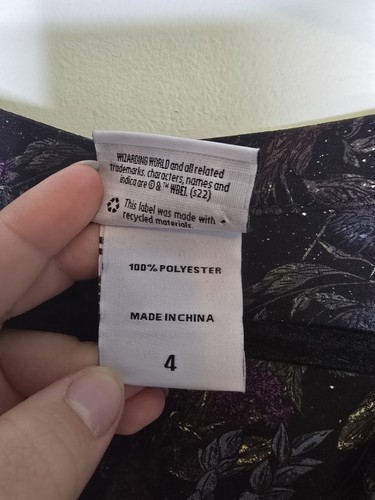 WIZARDING WORLD and all related
trademarks, characters, names and
indicia are © & ™ WBEI. (s22)
This label was made with
recycled materials.
100% POLYESTER
MADE IN CHINA
4